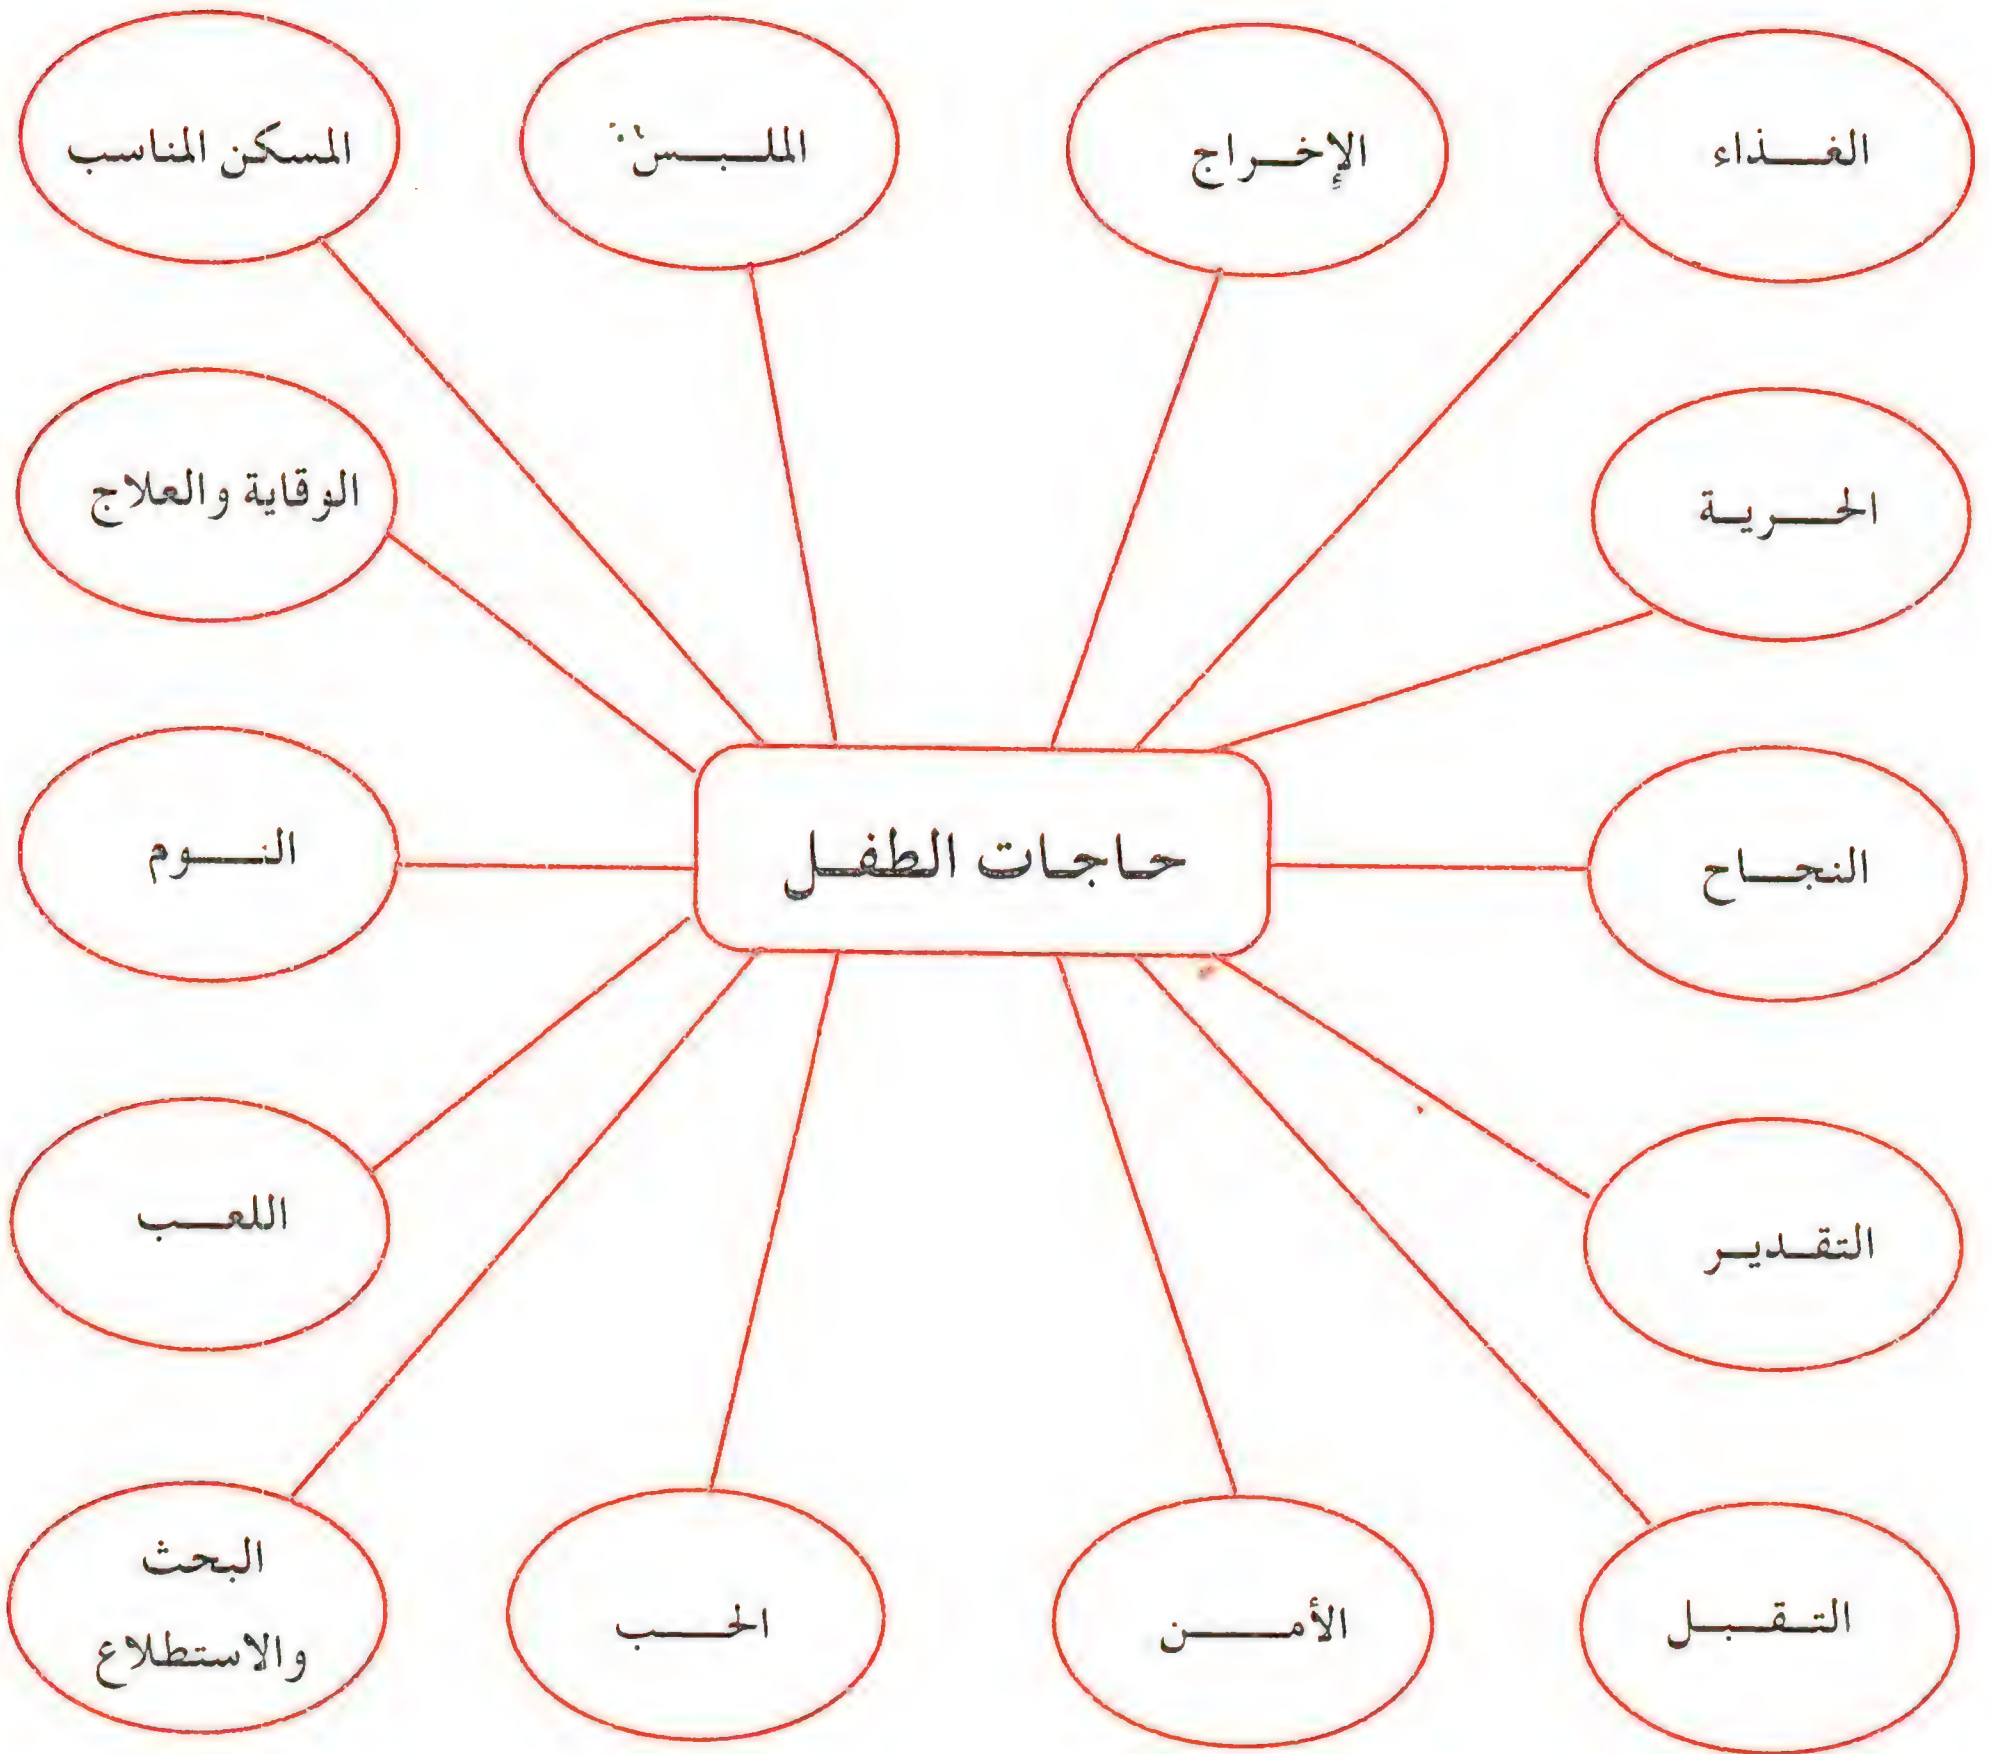 الغذاء
الإخراج
الملبس
المسكن المناسب
الحرية
الوقاية والعلاج
حاجات الطفل
النجاح
النوم
التقدير
اللعب
التقبل
الأمن
الحب
البحث
والاستطلاع